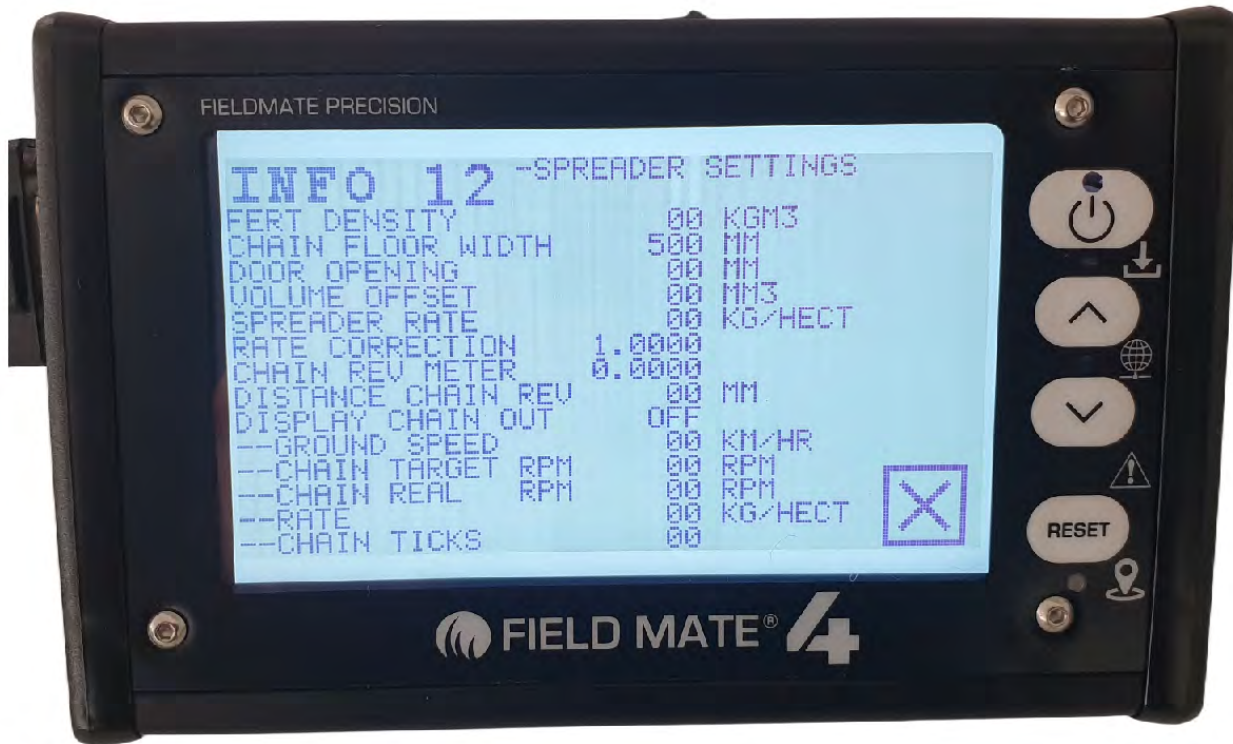 FIELDMATE PRECISION
INFO 12 -SPREADER SETTINGS
FERT DENSITY 00 KGM3
CHAIN FLOOR WIDTH 500 MM
DOOR OPENING 00 MM
VOLUME OFFSET 00 MM3
SPREADER RATE 00 KG/HECT
RATE CORRECTION 1.0000
CHAIN REV METER 0.0000
DISTANCE CHAIN REV 00 MM
DISPLAY CHAIN OUT OFF
--GROUND SPEED 00 KM/HR
--CHAIN TARGET RPM 00 RPM
--CHAIN REAL RPM 00 RPM
--RATE 00 KG/HECT
--CHAIN TICKS 00
RESET
FIELD MATE® 4